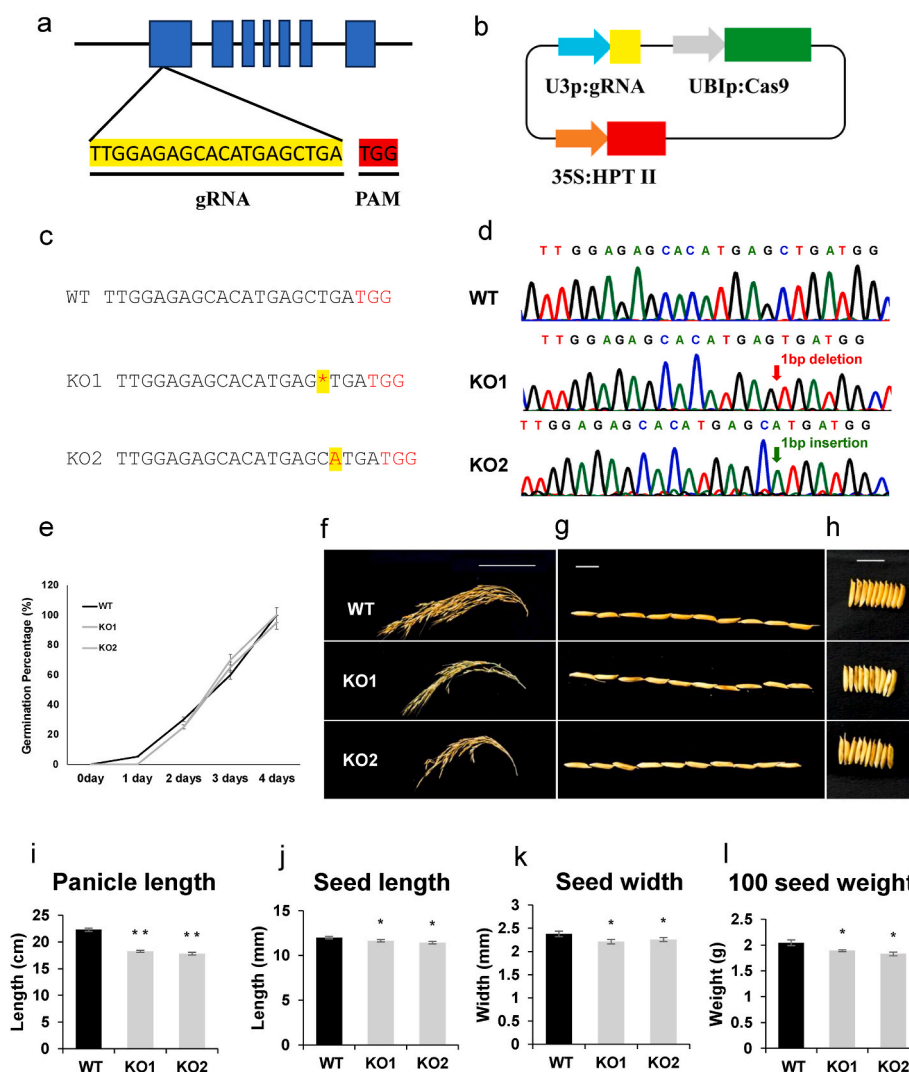 a
TTGGAGAGCACATGAGCTGA TGG
gRNA PAM
b
U3p:gRNA UBIp:Cas9
35S:HPT II
c
WT TTGGAGAGCACATGAGCTGATGG
KO1 TTGGAGAGCACATGAG*TGATGG
KO2 TTGGAGAGCACATGAGCATGATGG
d
T T G G A G A G C A C A T G A G C T G A T G G
WT
T T G G A G A G C A C A T G A G T G A T G G
1bp deletion
KO1
T T G G A G A G C A C A T G A G C A T G A T G G
1bp insertion
KO2
e
Germination Percentage (%)
120
100
80
60
40
20
0
WT
KO1
KO2
0day 1 day 2 days 3 days 4 days
f g h
WT
KO1
KO2
i
Panicle length
Length (cm)
25
22
20
15
10
5
0
** **
WT KO1 KO2
j
Seed length
Length (mm)
15
10
5
0
* *
WT KO1 KO2
k
Seed width
Width (mm)
3
2.5
2
1.5
1
0.5
0
* *
WT KO1 KO2
l
100 seed weight
Weight (g)
2.5
2
1.5
1
2
0
* *
WT KO1 KO2